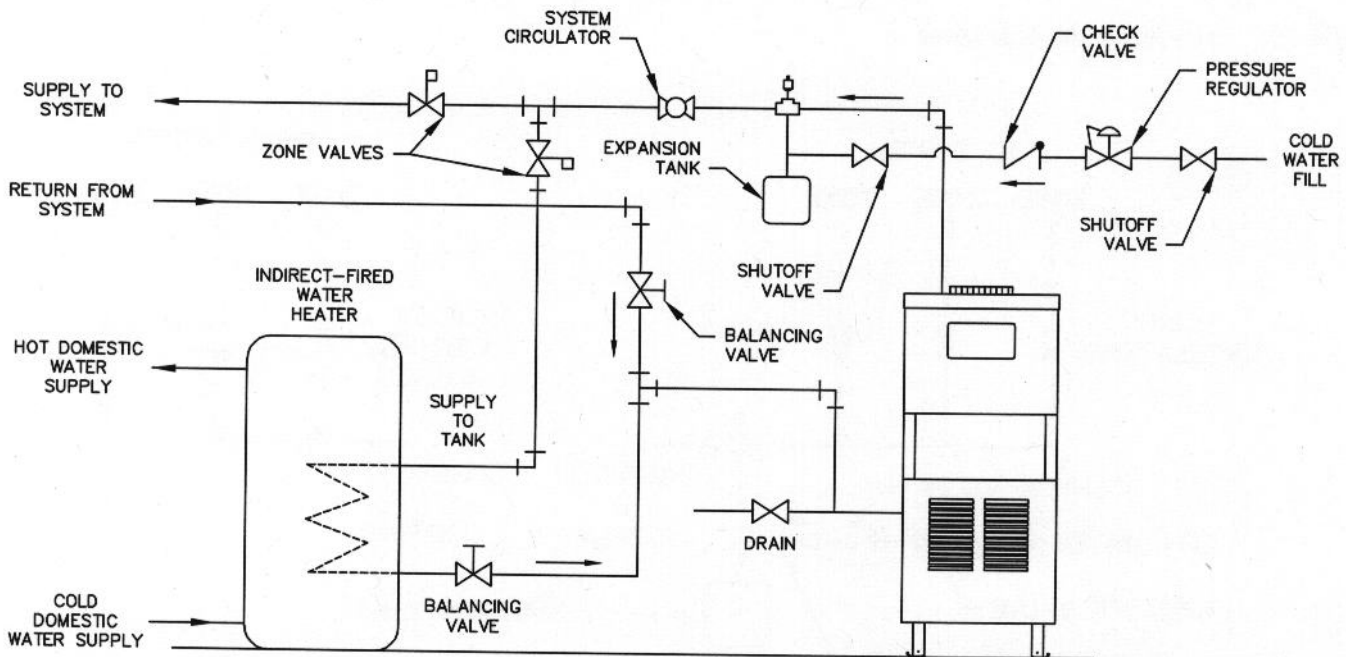 SYSTEM
CIRCULATOR
CHECK
VALVE
PRESSURE
REGULATOR
SUPPLY TO
SYSTEM
ZONE VALVES
EXPANSION
TANK
COLD
WATER
FILL
RETURN FROM
SYSTEM
SHUTOFF
VALVE
SHUTOFF
VALVE
INDIRECT-FIRED
WATER
HEATER
BALANCING
VALVE
HOT DOMESTIC
WATER
SUPPLY
SUPPLY
TO
TANK
DRAIN
COLD
DOMESTIC
WATER SUPPLY
BALANCING
VALVE